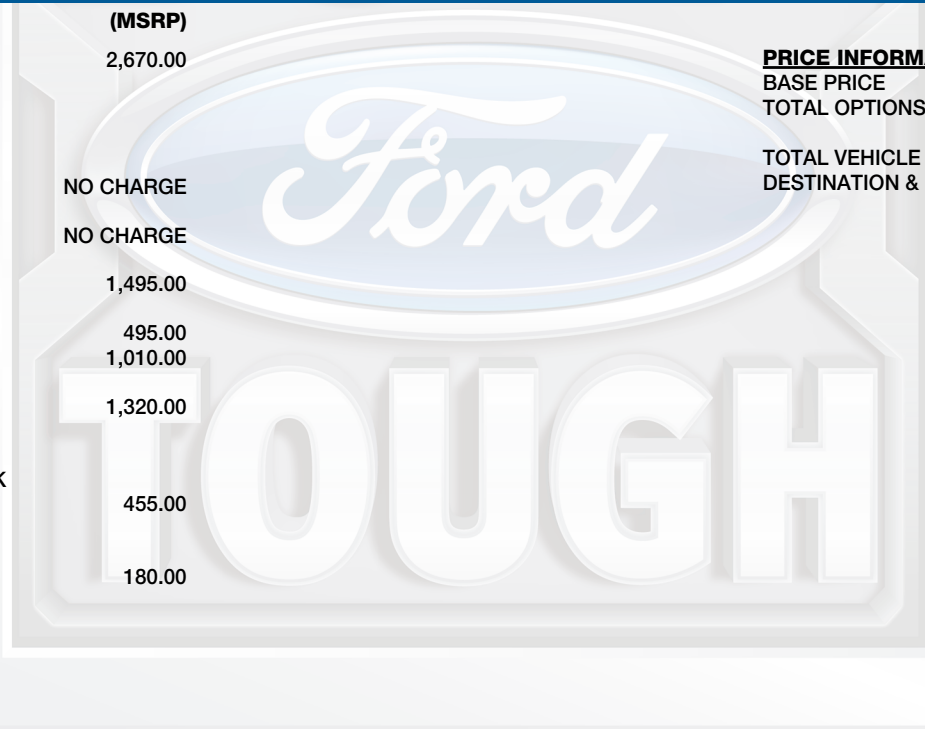 (MSRP)
2,670.00
NO CHARGE
NO CHARGE
1,495.00
495.00
1,010.00
1,320.00
K
455.00
180.00
PRICE INFORMA
BASE PRICE
TOTAL OPTIONS
TOTAL VEHICLE
DESTINATION &
Ford
TOUGH